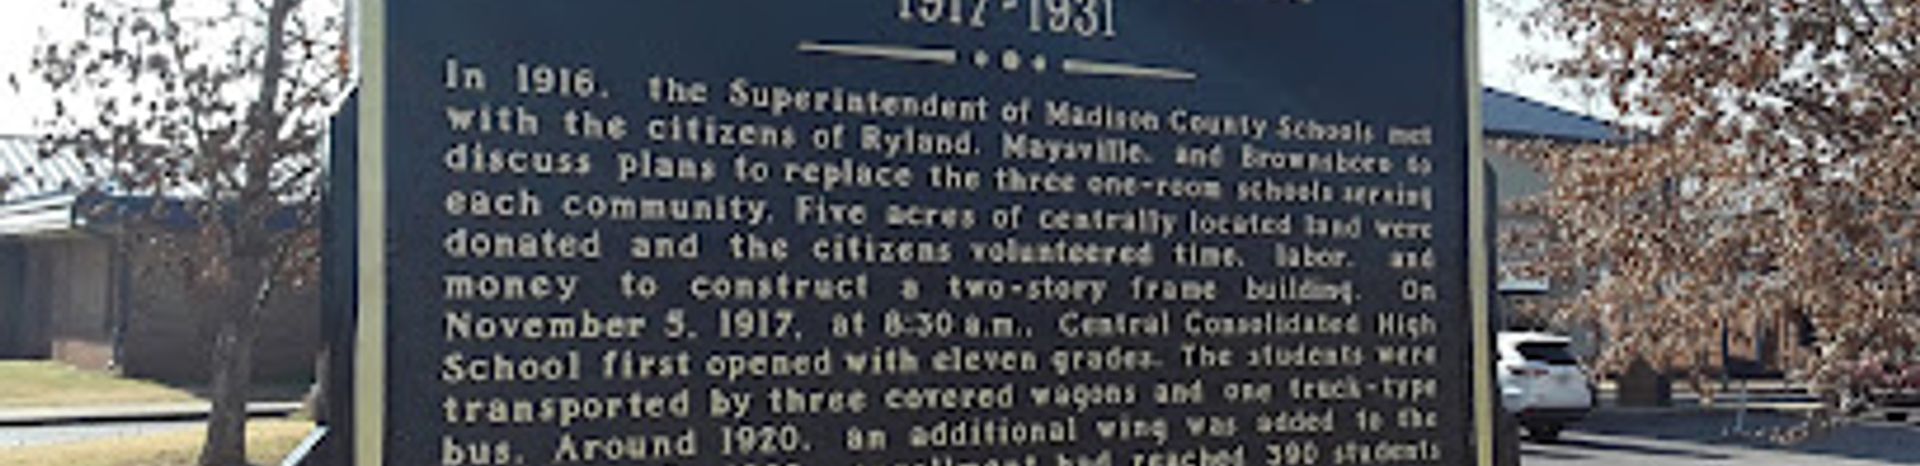 1917-1931
In 1916, the Superintendent of Madison County Schools met
with the citizens of Ryland, Maysville, and Brownsboro to
discuss plans to replace the three one-room schools serving
each community. Five acres of centrally located land were
donated and the citizens volunteered time, labor, and
money to construct a two-story frame building. On
November 5, 1917, at 8:30 a.m., Central Consolidated High
School first opened with eleven grades. The students were
transported by three covered wagons and one truck-type
bus. Around 1920, an additional wing was added to the
had reached 390 students